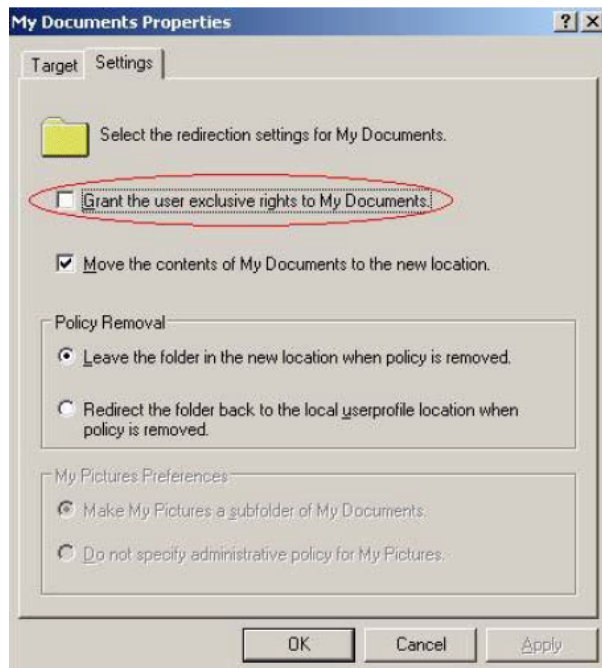 My Documents Properties
Target Settings
Select the redirection settings for My Documents.
Grant the user exclusive rights to My Documents.
Move the contents of My Documents to the new location.
Policy Removal
Leave the folder in the new location when policy is removed.
Redirect the folder back to the local userprofile location when
policy is removed.
My Pictures Preferences
Make My Pictures a subfolder of My Documents.
Do not specify administrative policy for My Pictures.
OK Cancel Apply